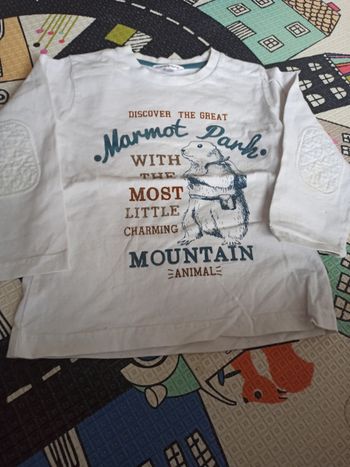 DISCOVER THE GREAT
Marmot Park
WITH
THE
MOST
LITTLE
CHARMING
MOUNTAIN
ANIMAL